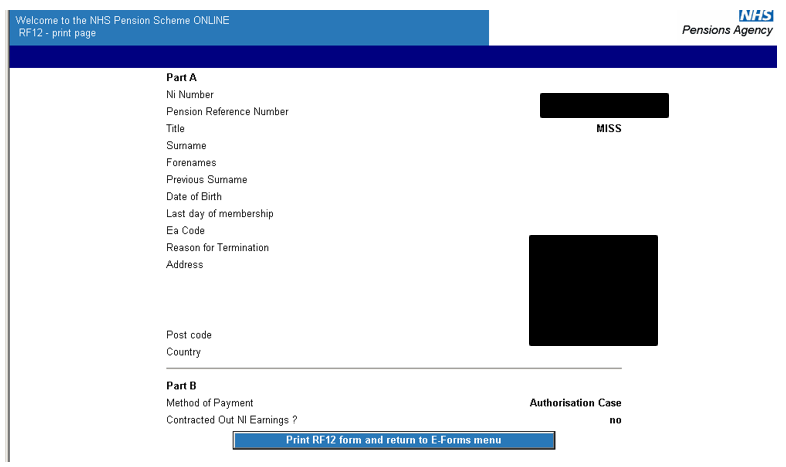 Welcome to the NHS Pension Scheme ONLINE
RF12 - print page
NHS
Pensions Agency
Part A
Ni Number
Pension Reference Number
Title MISS
Surname
Forenames
Previous Surname
Date of Birth
Last day of membership
Ea Code
Reason for Termination
Address
Post code
Country
Part B
Method of Payment Authorisation Case
Contracted Out NI Earnings ? no
Print RF12 form and return to E-Forms menu